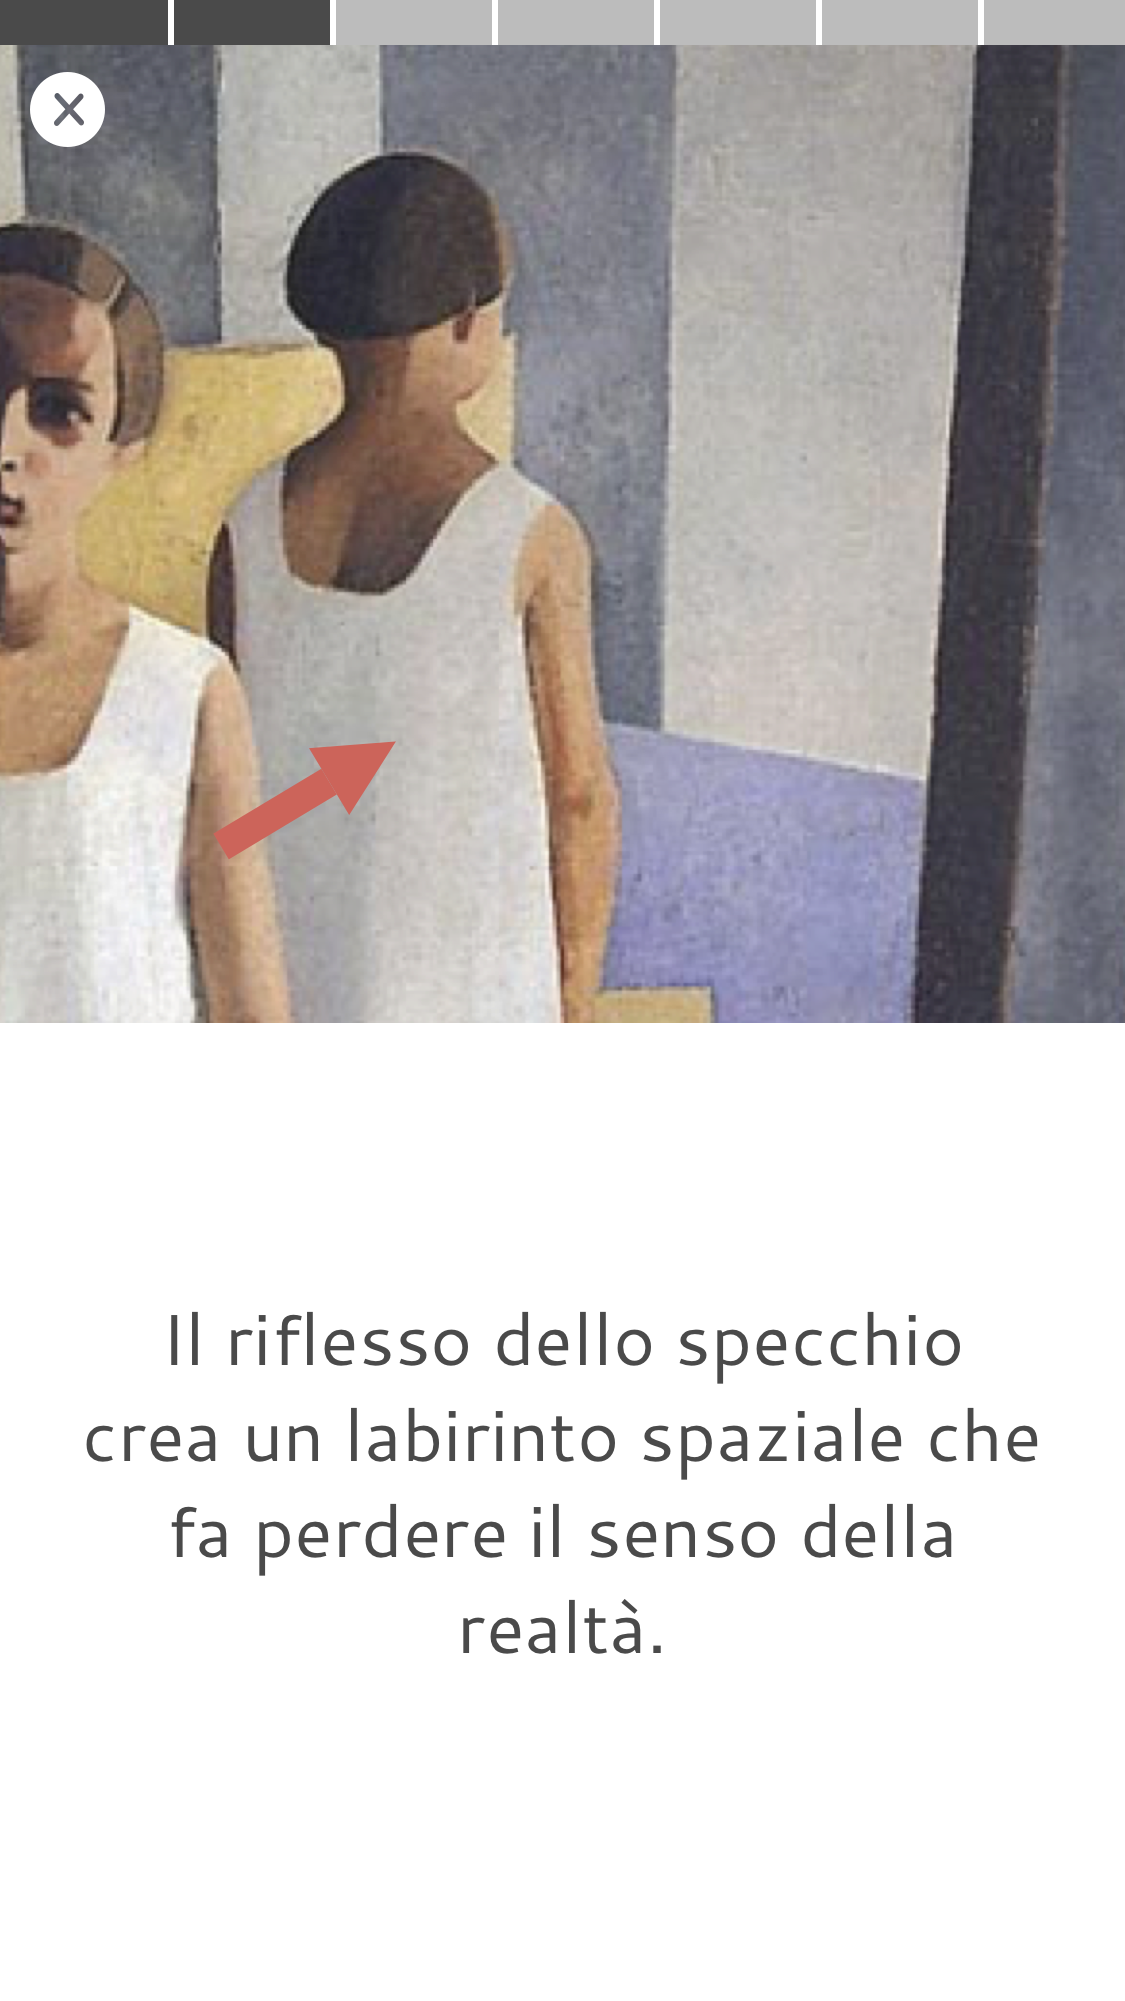 Il riflesso dello specchio
crea un labirinto spaziale che
fa perdere il senso della
realtà.